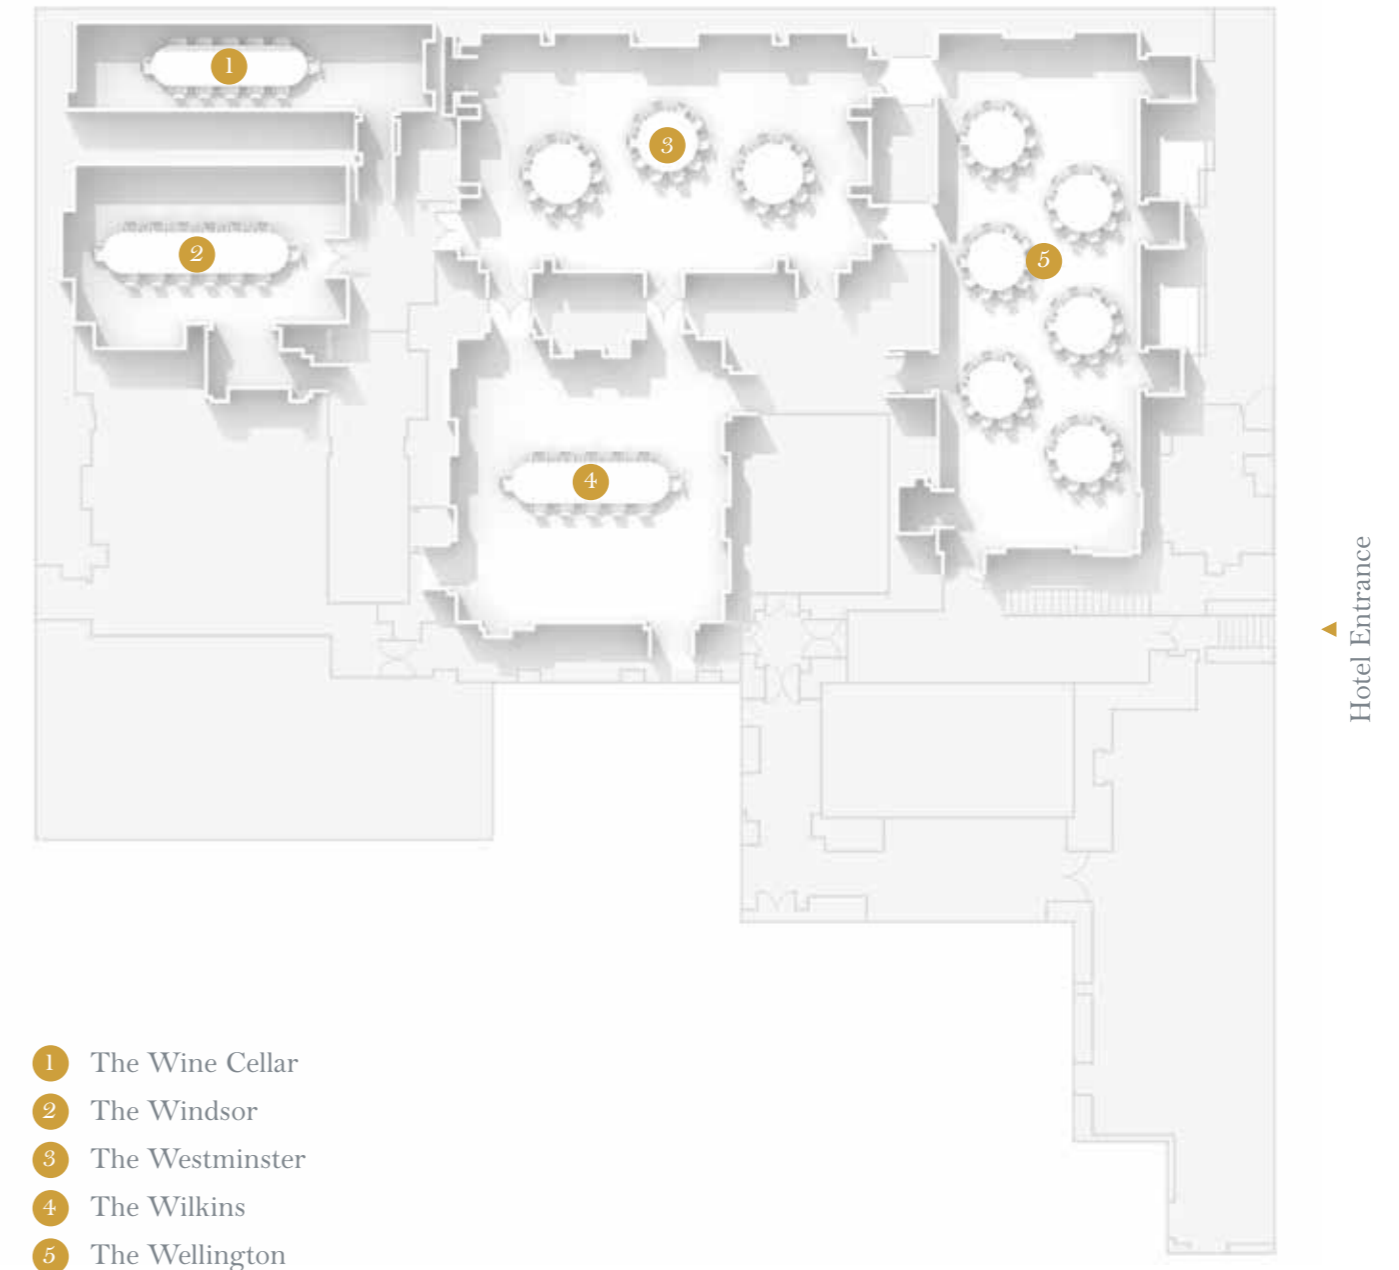 1
3
2
5
4
Hotel Entrance
1 The Wine Cellar
2 The Windsor
3 The Westminster
4 The Wilkins
5 The Wellington